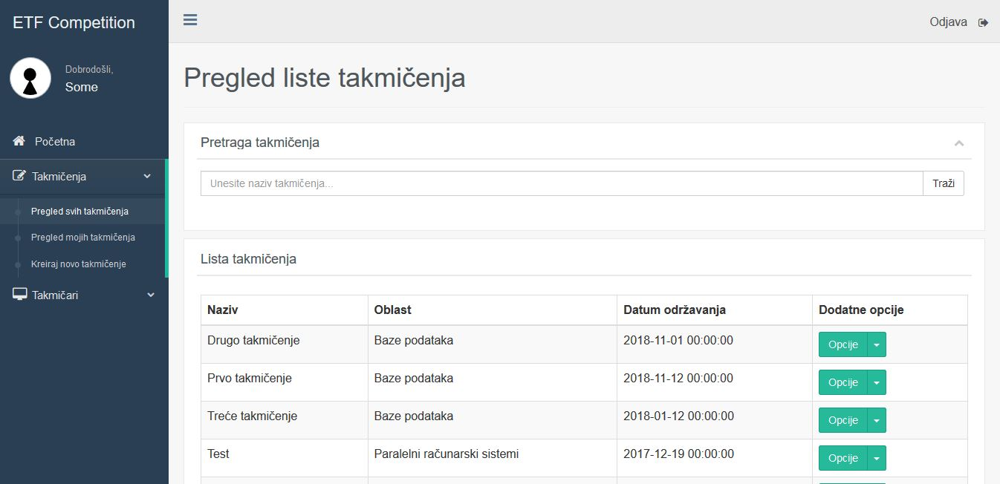 ETF Competition
Odjava
Dobrodošli,
Some
Početna
Takmičenja
Pregled svih takmičenja
Pregled mojih takmičenja
Kreiraj novo takmičenje
Takmičari
Pregled liste takmičenja
Pretraga takmičenja
Unesite naziv takmičenja...
Traži
Lista takmičenja
Naziv Oblast Datum održavanja Dodatne opcije
Drugo takmičenje Baze podataka 2018-11-01 00:00:00 Opcije
Prvo takmičenje Baze podataka 2018-11-12 00:00:00 Opcije
Treće takmičenje Baze podataka 2018-01-12 00:00:00 Opcije
Test Paralelni računarski sistemi 2017-12-19 00:00:00 Opcije